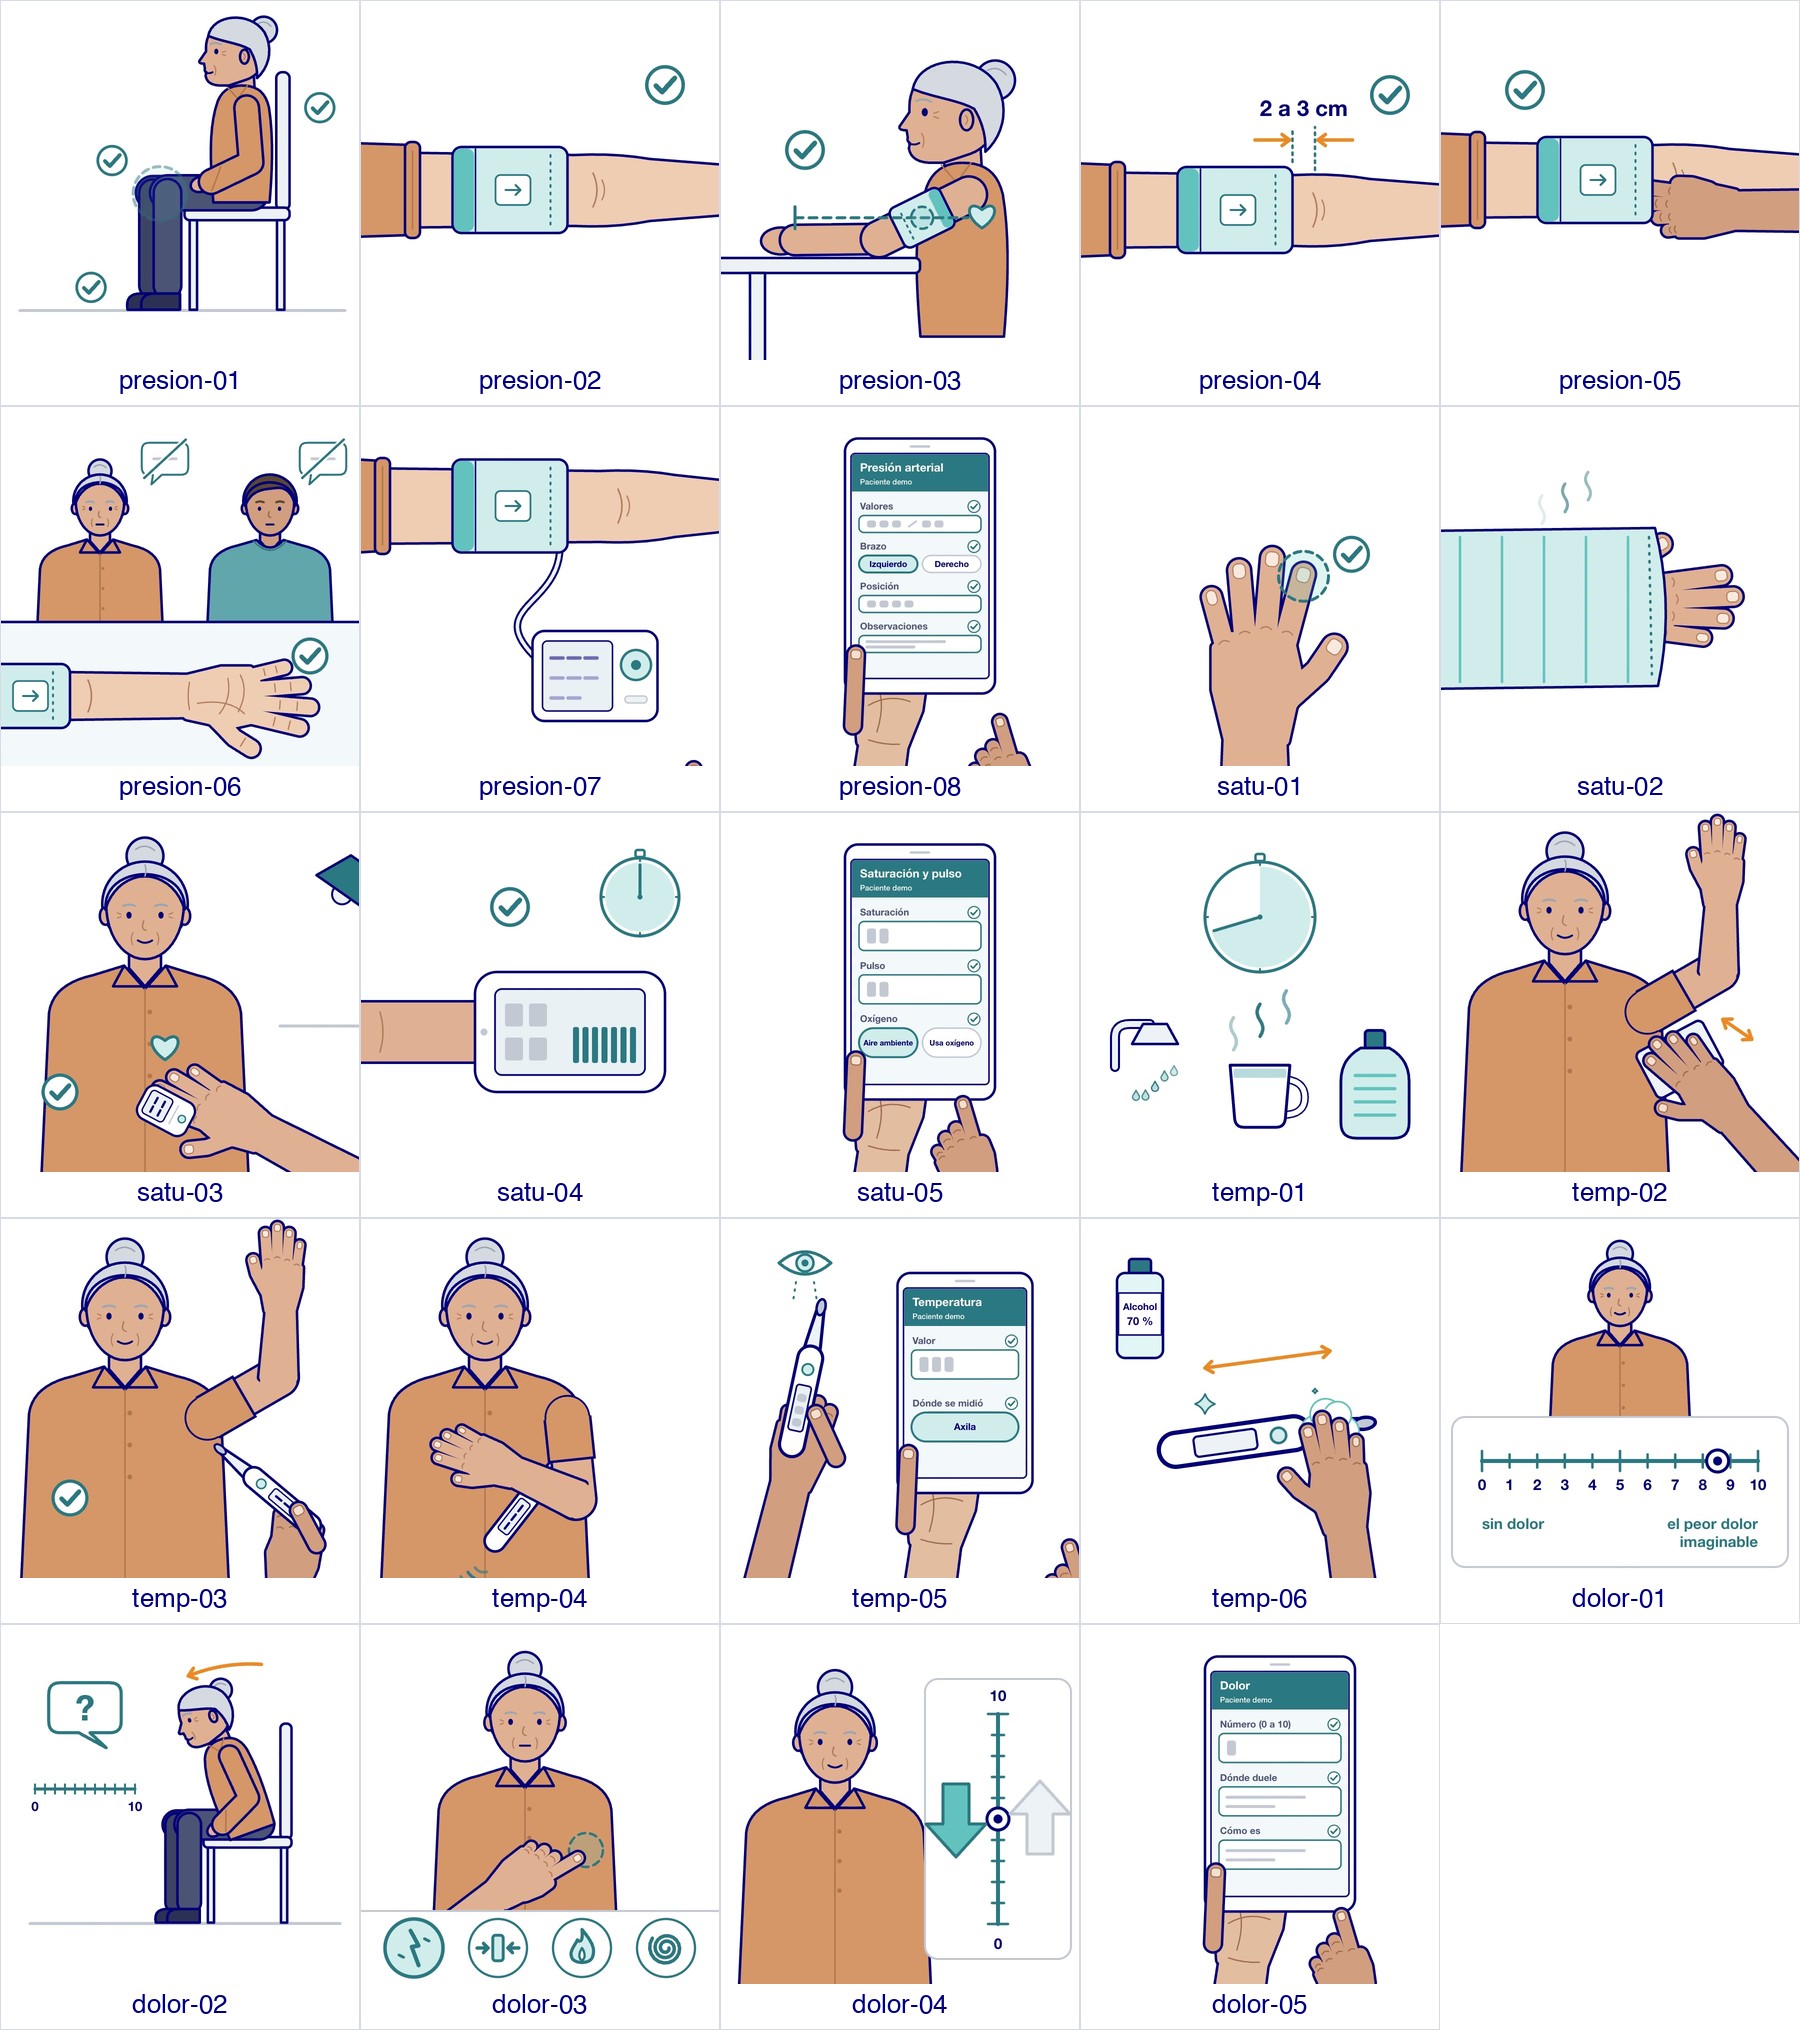 presion-01
presion-02
presion-03
2 a 3 cm
presion-04
presion-05
presion-06
presion-07
Presión arterial
Paciente demo
Valores
Brazo
Izquierdo
Derecho
Posición
Observaciones
presion-08
satu-01
satu-02
satu-03
satu-04
Saturación y pulso
Paciente demo
Saturación
Pulso
Oxígeno
Aire ambiente
Usa oxígeno
satu-05
temp-01
temp-02
temp-03
temp-04
Temperatura
Paciente demo
Valor
Dónde se midió
Axila
temp-05
Alcohol
70 %
temp-06
0 1 2 3 4 5 6 7 8 9 10
sin dolor
el peor dolor
imaginable
dolor-01
?
0 10
dolor-02
dolor-03
10
0
dolor-04
Dolor
Paciente demo
Número (0 a 10)
Dónde duele
Cómo es
dolor-05